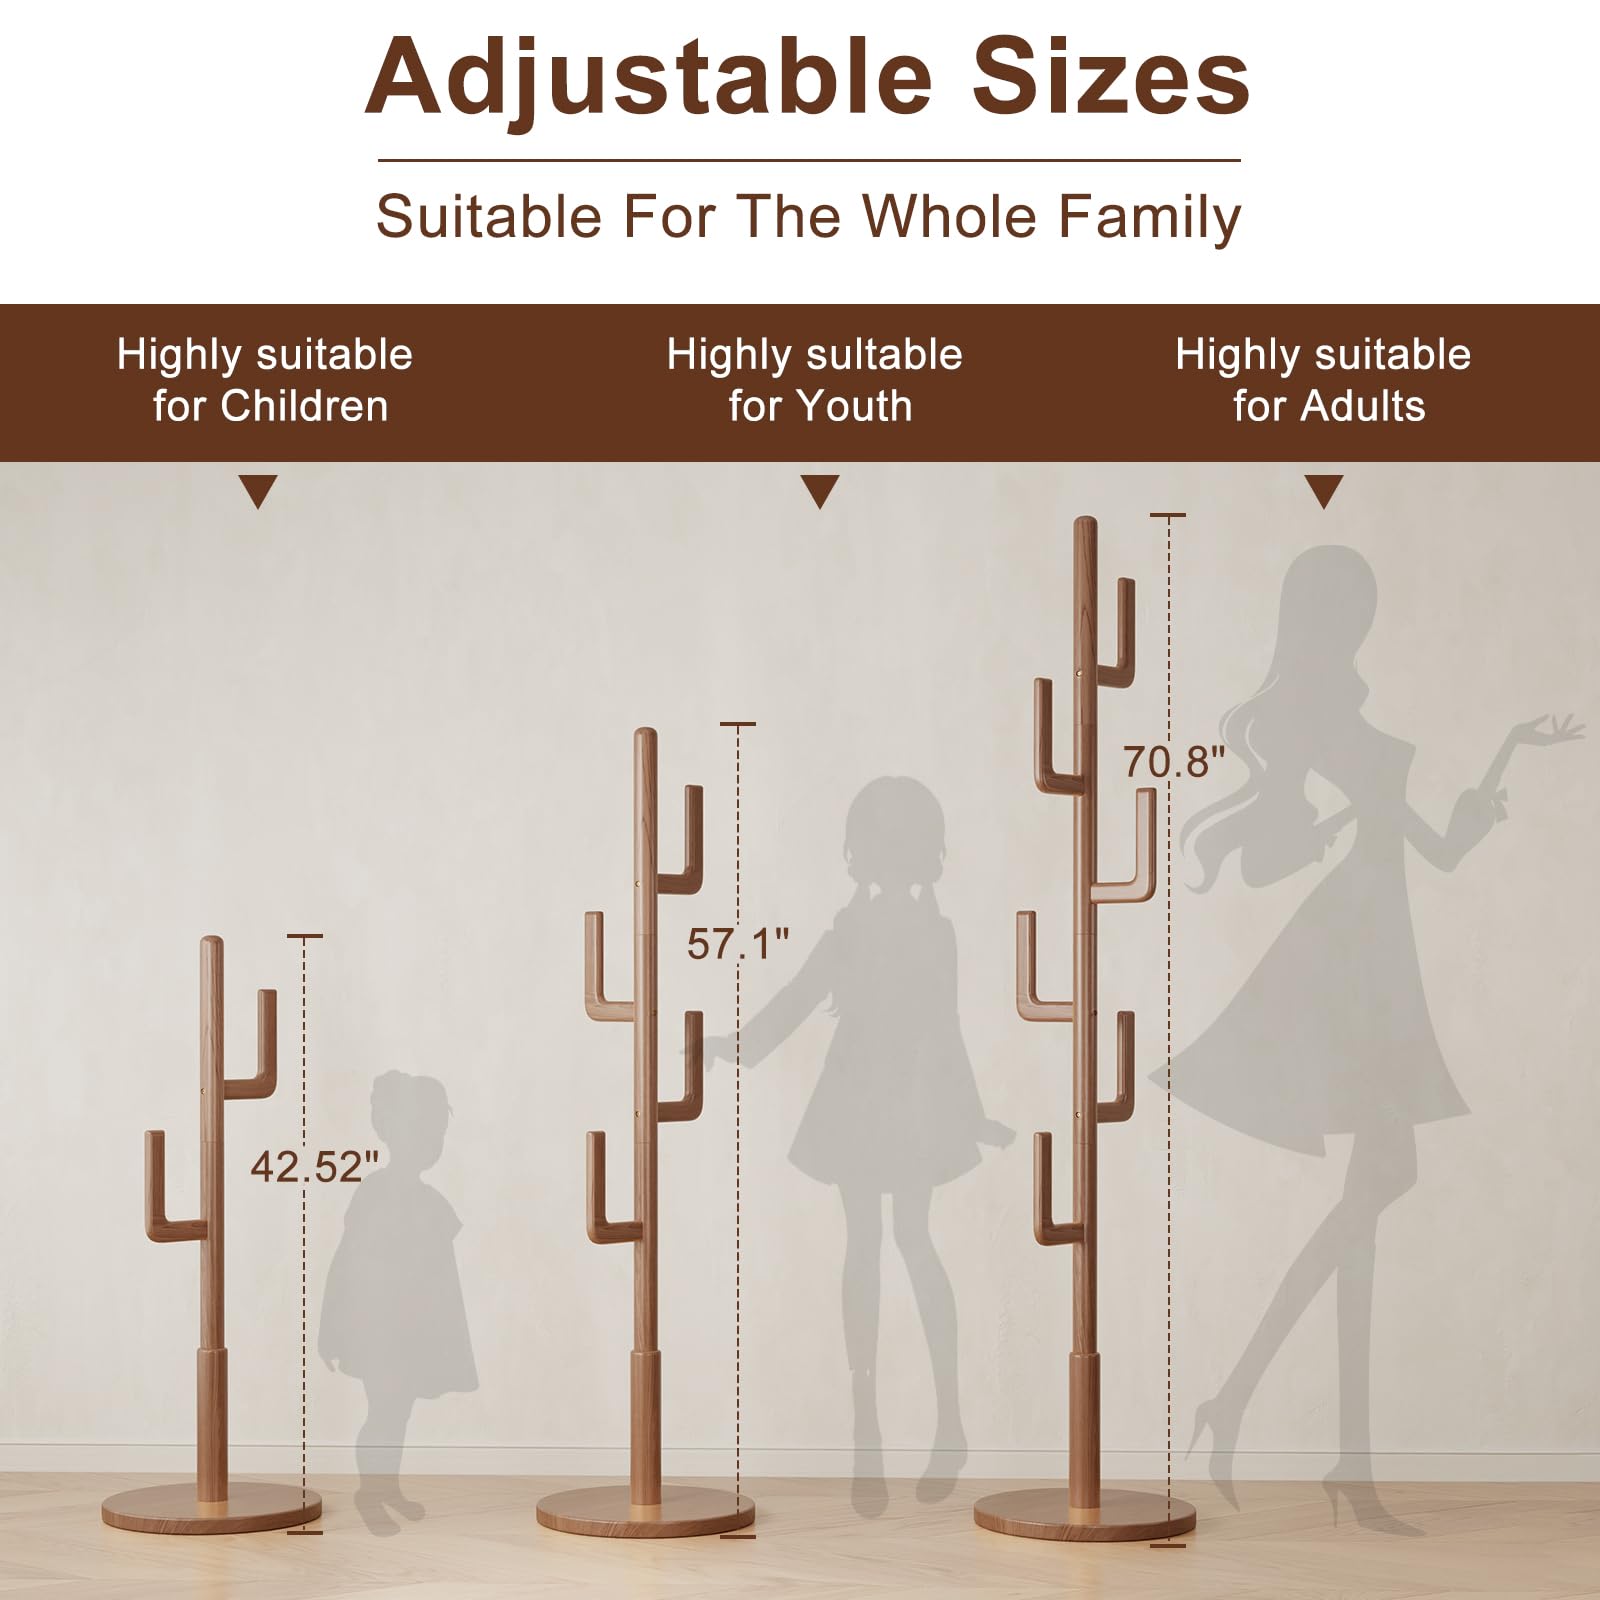 Adjustable Sizes
Suitable For The Whole Family
Highly suitable
for Children
Highly sultable
for Youth
Highly suitable
for Adults
70.8"
57.1"
42.52"